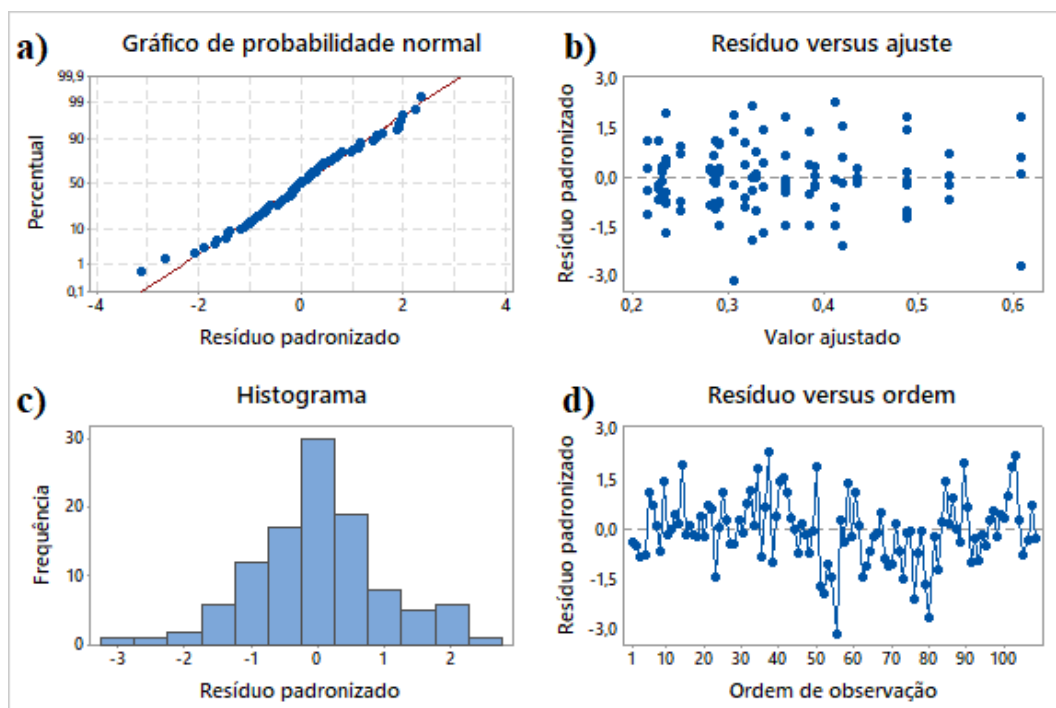 a) Gráfico de probabilidade normal
99,9
99
90
50
10
1
0,1
Percentual
-4 -2 0 2 4
Resíduo padronizado
b) Resíduo versus ajuste
3,0
1,5
0,0
-1,5
-3,0
Resíduo padronizado
0,2 0,3 0,4 0,5 0,6
Valor ajustado
c) Histograma
30
20
10
0
Frequência
-3 -2 -1 0 1 2
Resíduo padronizado
d) Resíduo versus ordem
3,0
1,5
0,0
-1,5
-3,0
Resíduo padronizado
1 10 20 30 40 50 60 70 80 90 100
Ordem de observação